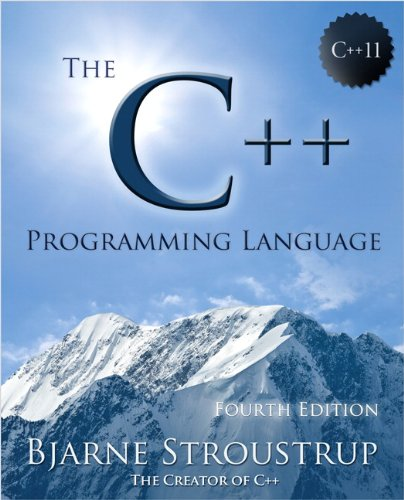 C++11
THE
C++
PROGRAMMING LANGUAGE
FOURTH EDITION
BJARNE STROUSTRUP
THE CREATOR OF C++